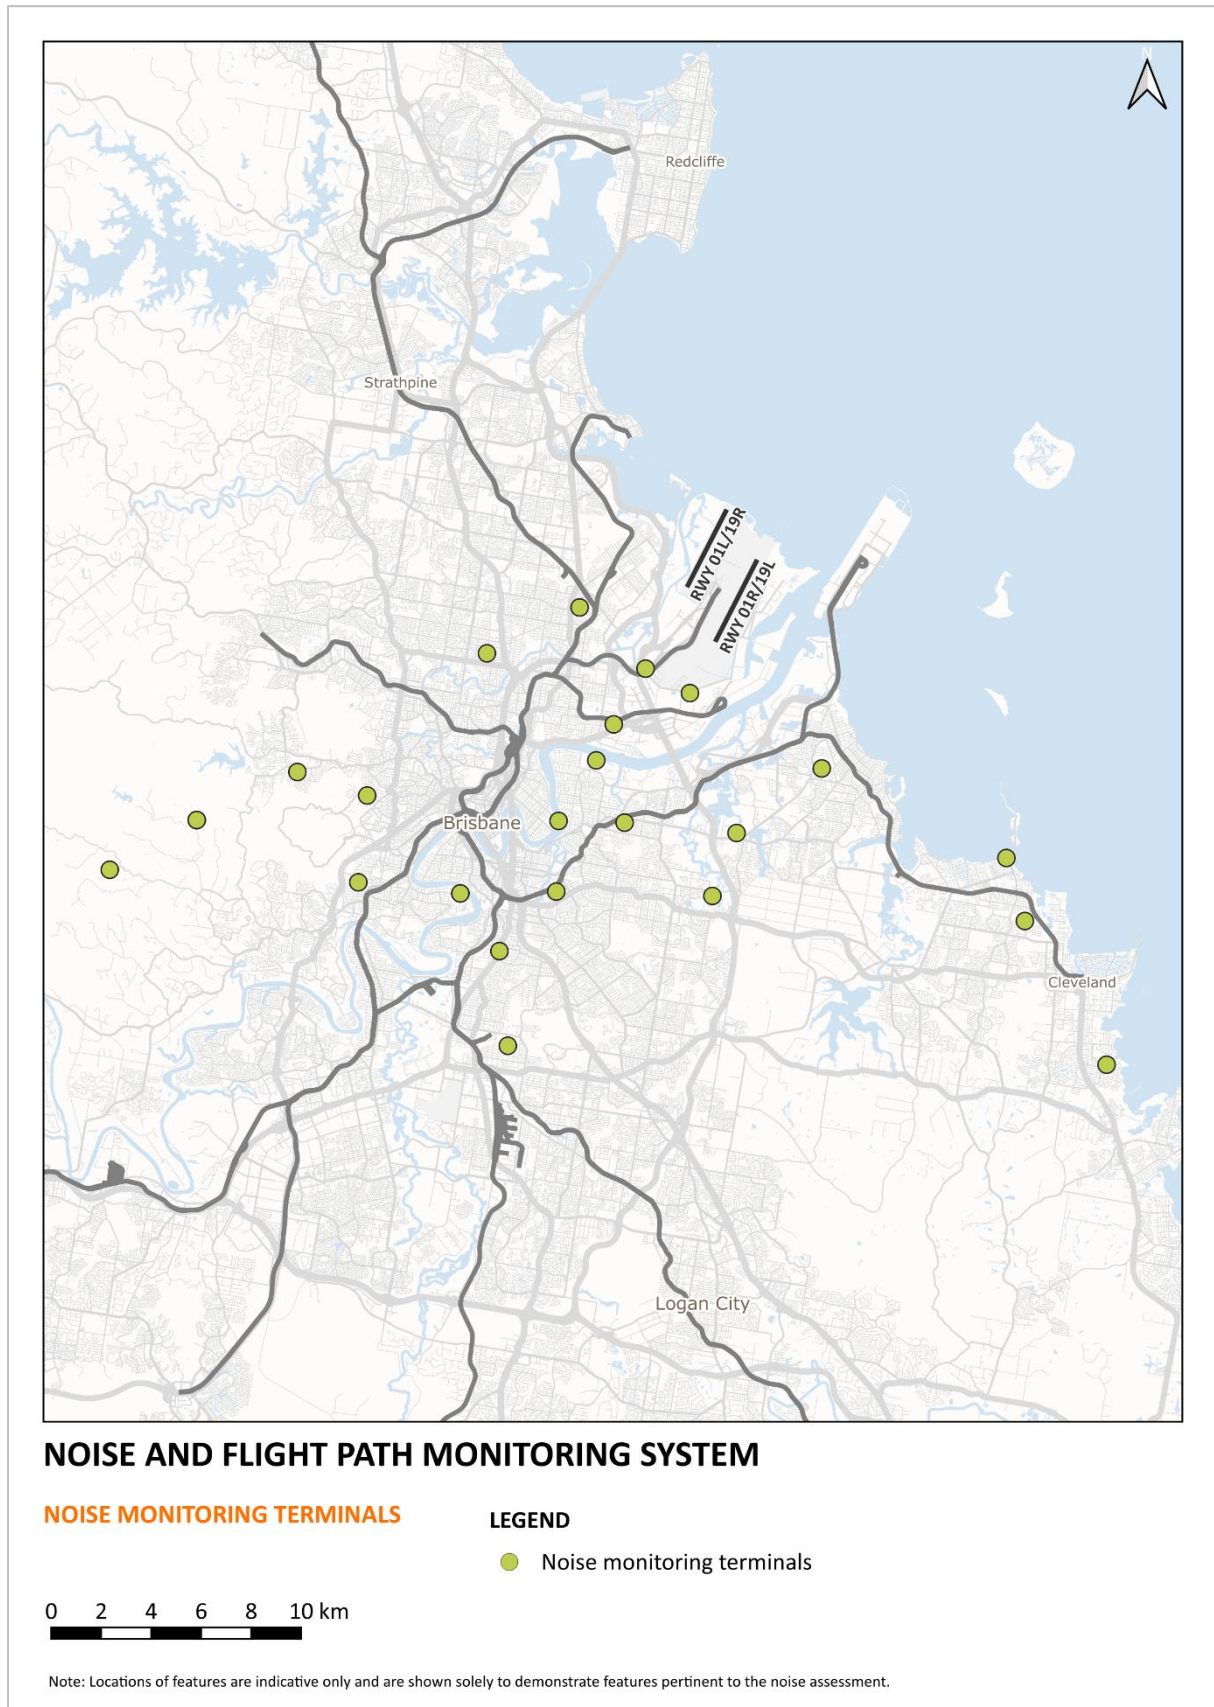 N
Redcliffe
Strathpine
RWY 01L/19R
RWY 01R/19L
Brisbane
Cleveland
Logan City
NOISE AND FLIGHT PATH MONITORING SYSTEM
NOISE MONITORING TERMINALS
LEGEND
Noise monitoring terminals
0 2 4 6 8 10 km
Note: Locations of features are indicative only and are shown solely to demonstrate features pertinent to the noise assessment.